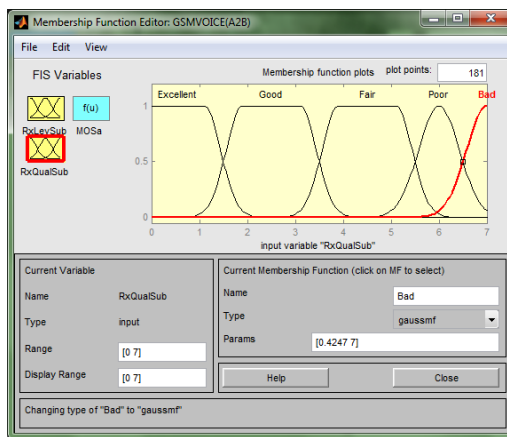 Membership Function Editor: GSMVOICE(A2B)
File Edit View
FIS Variables
Membership function plots plot points: 181
f(u)
RxLevSub MOSa
RxQualSub
Excellent Good Fair Poor Bad
1
0.5
0
0 1 2 3 4 5 6 7
input variable "RxQualSub"
Current Variable
Name RxQualSub
Type input
Range [0 7]
Display Range [0 7]
Current Membership Function (click on MF to select)
Name Bad
Type gaussmf
Params [0.4247 7]
Help Close
Changing type of "Bad" to "gaussmf"